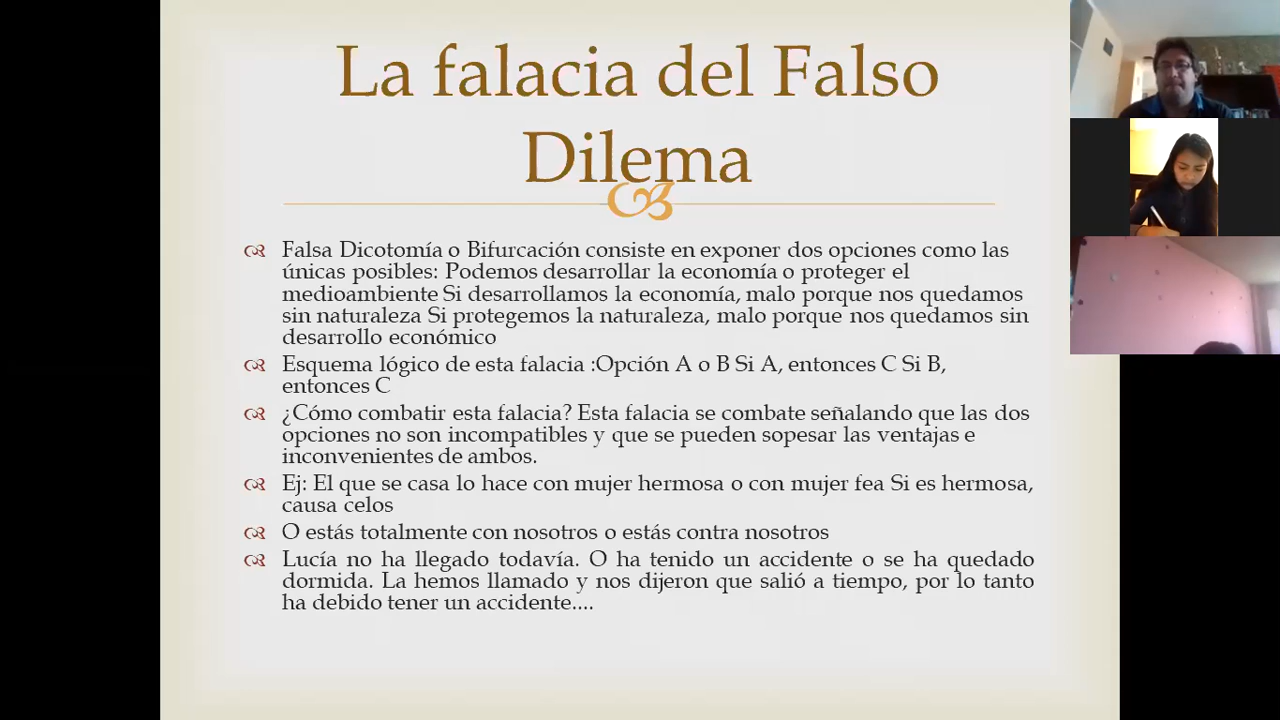 La falacia del Falso
Dilema
Falsa Dicotomía o Bifurcación consiste en exponer dos opciones como las
únicas posibles: Podemos desarrollar la economía o proteger el
medioambiente Si desarrollamos la economía, malo porque nos quedamos
sin naturaleza Si protegemos la naturaleza, malo porque nos quedamos sin
desarrollo económico
Esquema lógico de esta falacia :Opción A o B Si A, entonces C Si B,
entonces C
¿Cómo combatir esta falacia? Esta falacia se combate señalando que las dos
opciones no son incompatibles y que se pueden sopesar las ventajas e
inconvenientes de ambos.
Ej: El que se casa lo hace con mujer hermosa o con mujer fea Si es hermosa,
causa celos
O estás totalmente con nosotros o estás contra nosotros
Lucía no ha llegado todavía. O ha tenido un accidente o se ha quedado
dormida. La hemos llamado y nos dijeron que salió a tiempo, por lo tanto
ha debido tener un accidente....